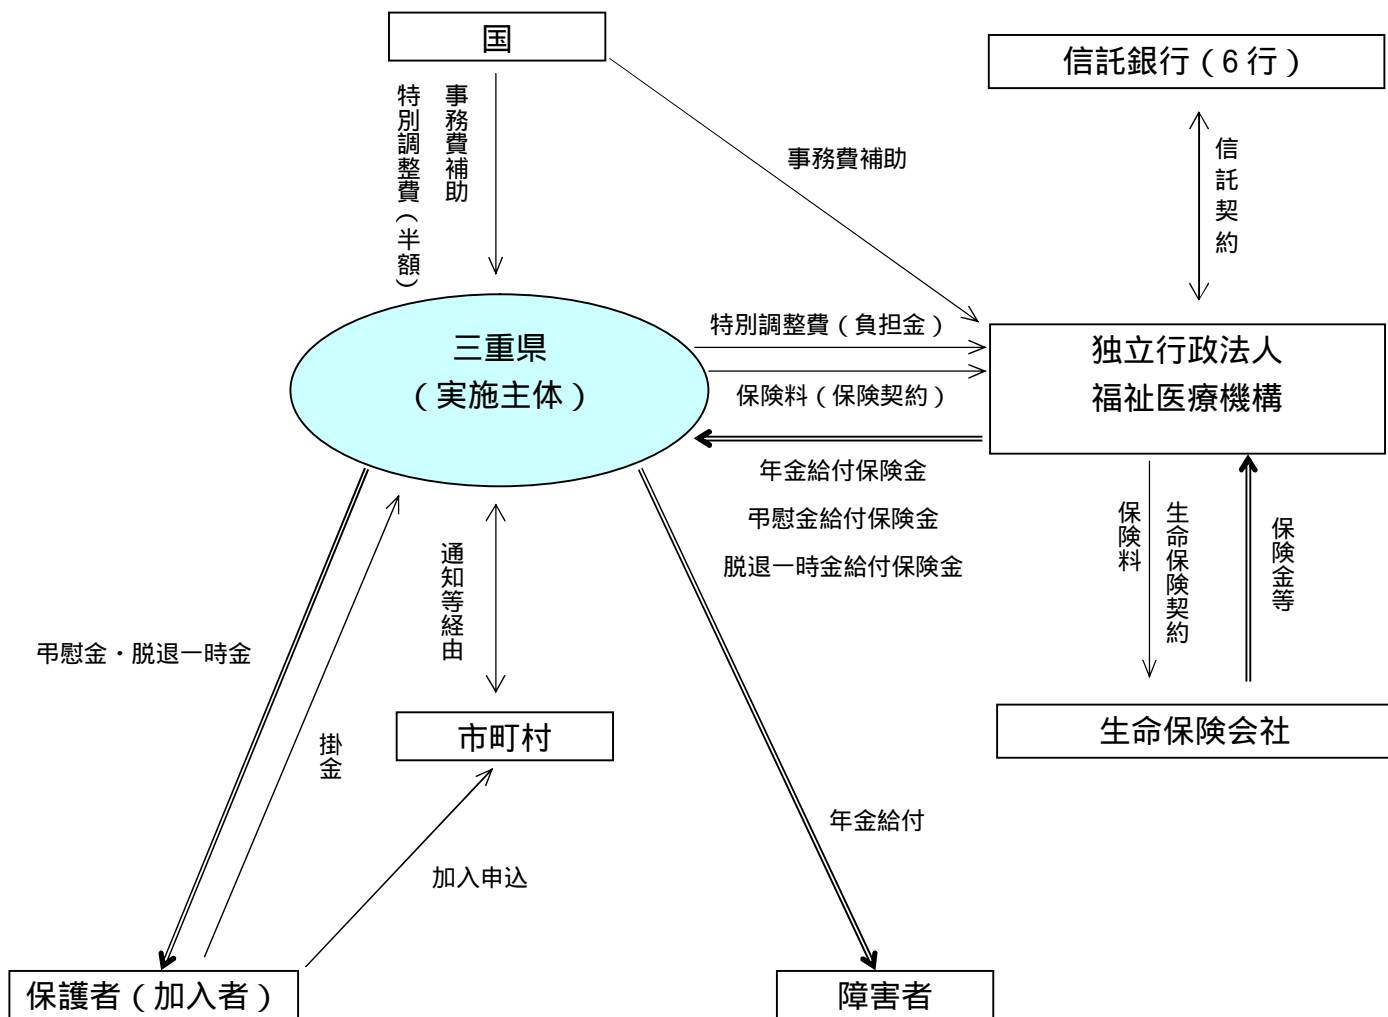 国
信託銀行（6行）
特別調整費（半額）
事務費補助
事務費補助
信託契約
三重県
（実施主体）
特別調整費（負担金）
保険料（保険契約）
独立行政法人
福祉医療機構
年金給付保険金
弔慰金給付保険金
脱退一時金給付保険金
保険料
生命保険契約
保険金等
通知等経由
弔慰金・脱退一時金
掛金
市町村
生命保険会社
年金給付
加入申込
保護者（加入者）
障害者